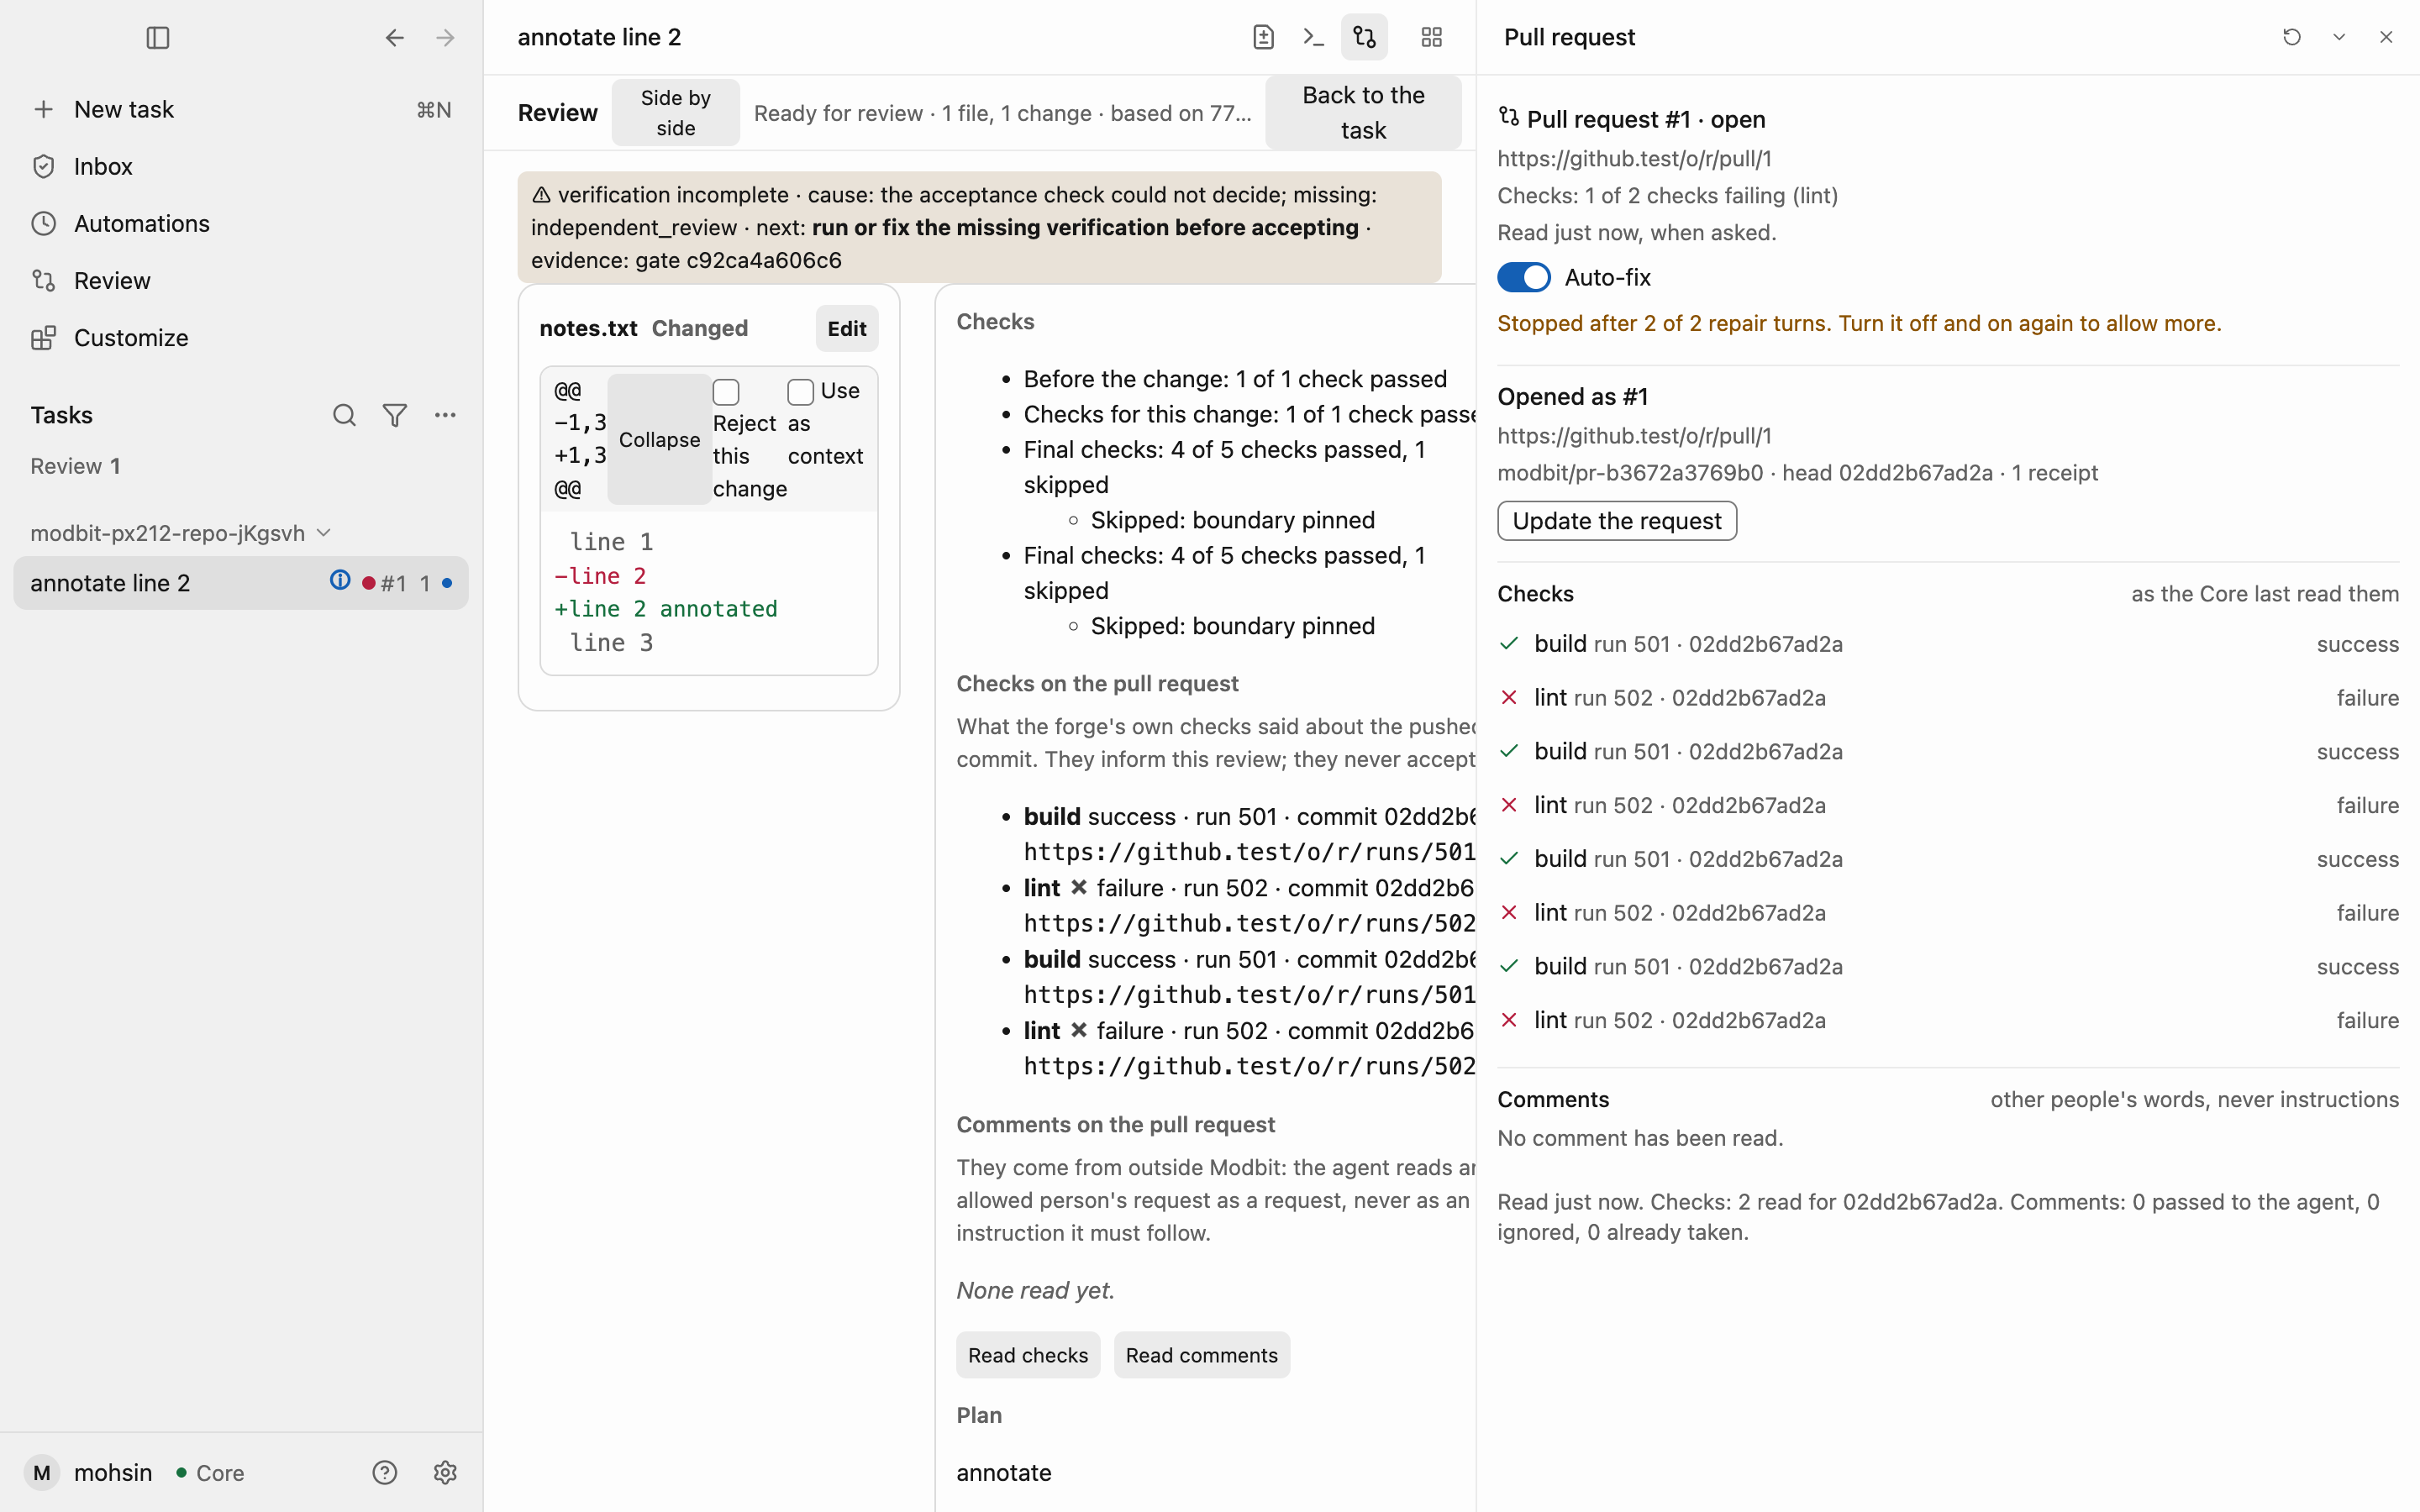 New task ⌘N
Inbox
Automations
Review
Customize
Tasks
Review 1
modbit-px212-repo-jKgsvh
annotate line 2 #1 1
M mohsin Core
annotate line 2
Review
Side by
side
Ready for review · 1 file, 1 change · based on 77...
Back to the
task
⚠ verification incomplete · cause: the acceptance check could not decide; missing:
independent_review · next: run or fix the missing verification before accepting ·
evidence: gate c92ca4a606c6
notes.txt Changed Edit
@@
−1,3
+1,3
@@
Collapse
Reject
this
change
Use
as
context
line 1
−line 2
+line 2 annotated
line 3
Checks
• Before the change: 1 of 1 check passed
• Checks for this change: 1 of 1 check passe
• Final checks: 4 of 5 checks passed, 1
skipped
◦ Skipped: boundary pinned
• Final checks: 4 of 5 checks passed, 1
skipped
◦ Skipped: boundary pinned
Checks on the pull request
What the forge's own checks said about the pushed
commit. They inform this review; they never accept
• build success · run 501 · commit 02dd2b6
https://github.test/o/r/runs/501
• lint ✖ failure · run 502 · commit 02dd2b6
https://github.test/o/r/runs/502
• build success · run 501 · commit 02dd2b6
https://github.test/o/r/runs/501
• lint ✖ failure · run 502 · commit 02dd2b6
https://github.test/o/r/runs/502
Comments on the pull request
They come from outside Modbit: the agent reads a
allowed person's request as a request, never as an
instruction it must follow.
None read yet.
Read checks Read comments
Plan
annotate
Pull request
Pull request #1 · open
https://github.test/o/r/pull/1
Checks: 1 of 2 checks failing (lint)
Read just now, when asked.
Auto-fix
Stopped after 2 of 2 repair turns. Turn it off and on again to allow more.
Opened as #1
https://github.test/o/r/pull/1
modbit/pr-b3672a3769b0 · head 02dd2b67ad2a · 1 receipt
Update the request
Checks as the Core last read them
build run 501 · 02dd2b67ad2a success
lint run 502 · 02dd2b67ad2a failure
build run 501 · 02dd2b67ad2a success
lint run 502 · 02dd2b67ad2a failure
build run 501 · 02dd2b67ad2a success
lint run 502 · 02dd2b67ad2a failure
build run 501 · 02dd2b67ad2a success
lint run 502 · 02dd2b67ad2a failure
Comments other people's words, never instructions
No comment has been read.
Read just now. Checks: 2 read for 02dd2b67ad2a. Comments: 0 passed to the agent, 0
ignored, 0 already taken.